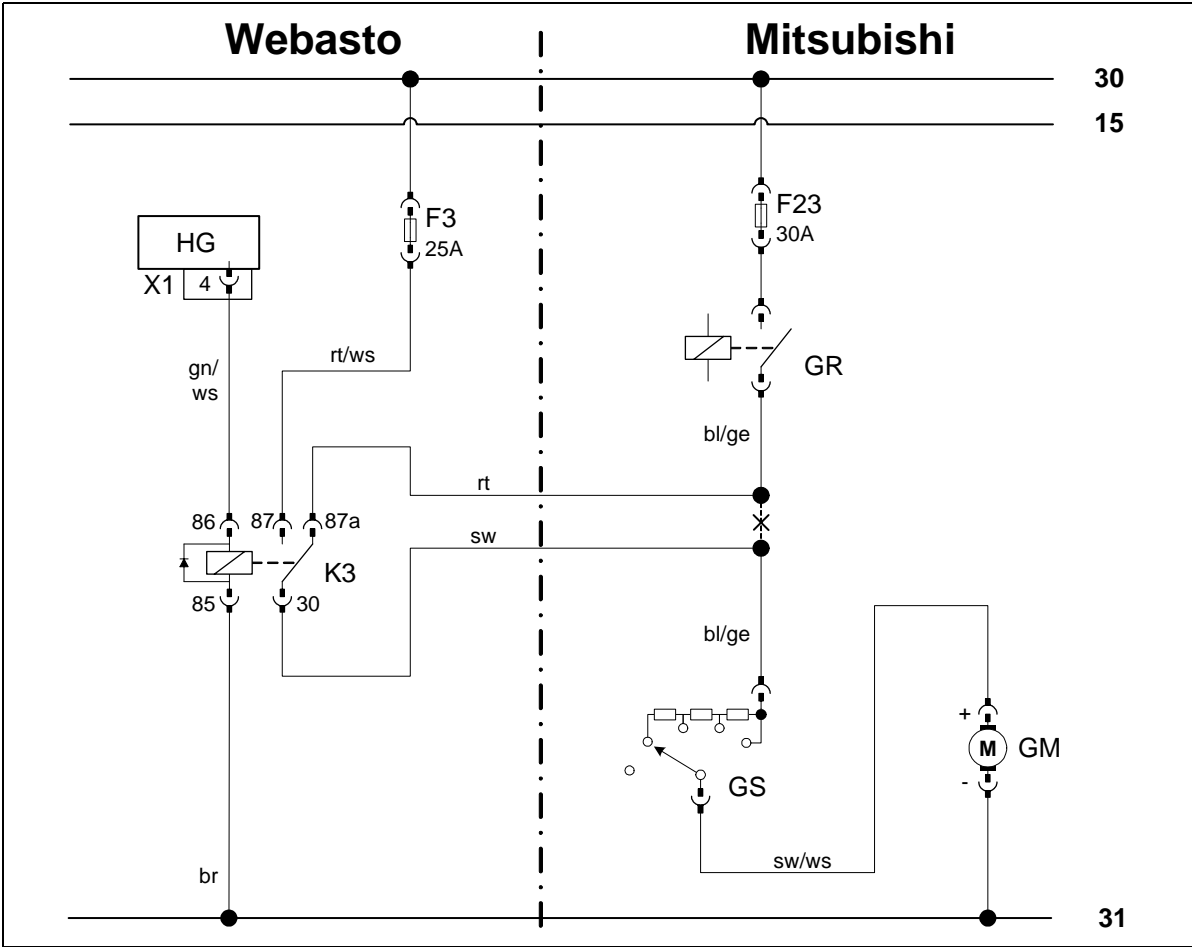 Webasto
Mitsubishi
30
15
F3
25A
F23
30A
HG
X1 4
gn/
ws
rt/ws
GR
bl/ge
rt
86 87 87a
sw
K3
85 30
bl/ge
+
M GM
-
GS
sw/ws
br
31